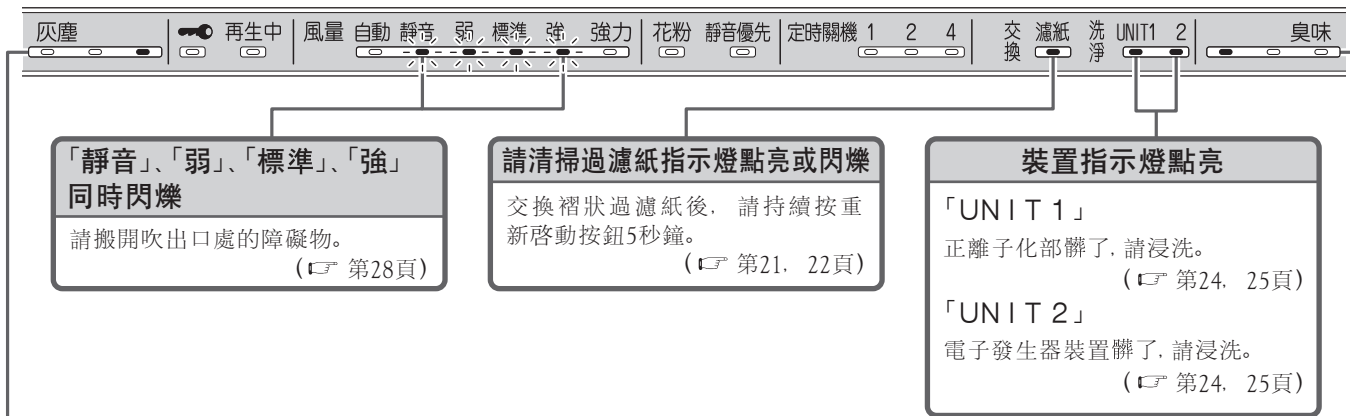 灰塵 再生中 風量 自動 靜音 弱 標準 強 強力 花粉 靜音優先 定時關機 1 2 4 交換 濾紙 洗淨 UNIT1 2 臭味
「靜音」、「弱」、「標準」、「強」
同時閃爍
請搬開吹出口處的障礙物。
(☞ 第28頁)
請清掃過濾紙指示燈點亮或閃爍
交換褶狀過濾紙後，請持續按重
新啓動按鈕5秒鐘。
(☞ 第21，22頁)
裝置指示燈點亮
「UNIT1」
正離子化部髒了，請浸洗。
(☞ 第24，25頁)
「UNIT2」
電子發生器裝置髒了，請浸洗。
(☞ 第24，25頁)